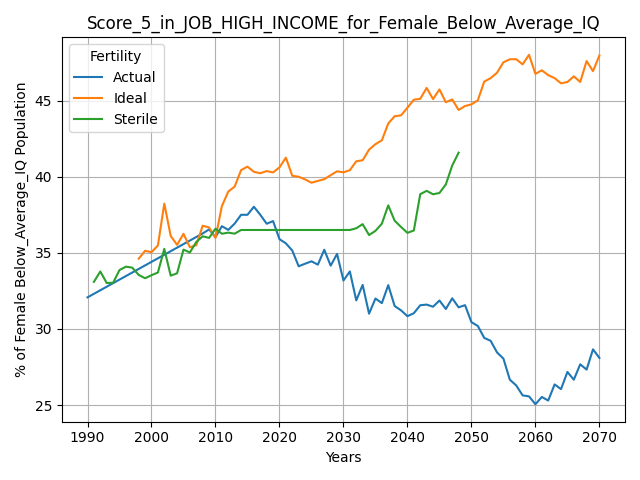 Score_5_in_JOB_HIGH_INCOME_for_Female_Below_Average_IQ
Fertility
Actual
Ideal
Sterile
% of Female Below_Average_IQ Population
45
40
35
30
25
1990 2000 2010 2020 2030 2040 2050 2060 2070
Years